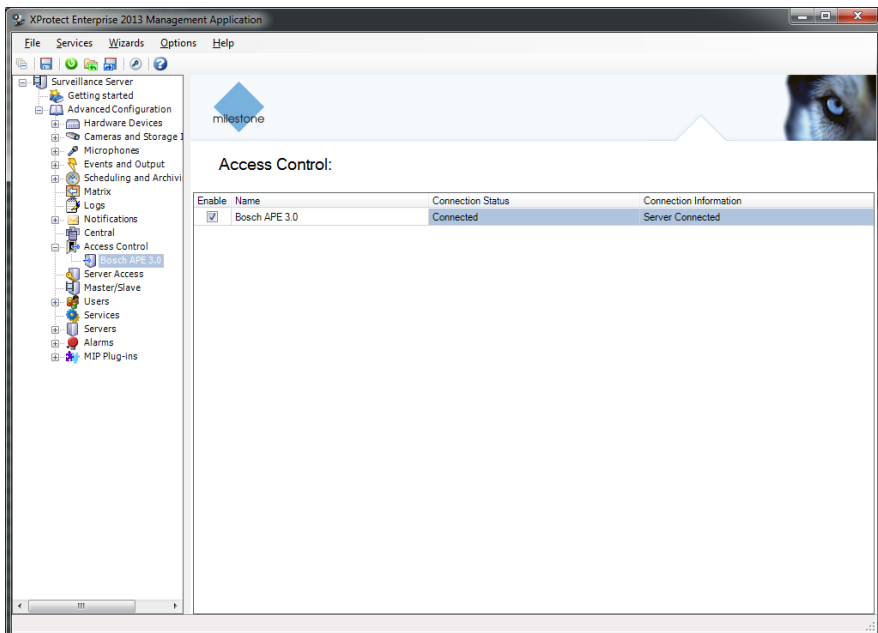 XProtect Enterprise 2013 Management Application
File Services Wizards Options Help
Surveillance Server
Getting started
Advanced Configuration
Hardware Devices
Cameras and Storage I
Microphones
Events and Output
Scheduling and Archivi
Matrix
Logs
Notifications
Central
Access Control
Bosch APE 3.0
Server Access
Master/Slave
Users
Services
Servers
Alarms
MIP Plug-ins
milestone
Access Control:
Enable Name Connection Status Connection Information
Bosch APE 3.0 Connected Server Connected